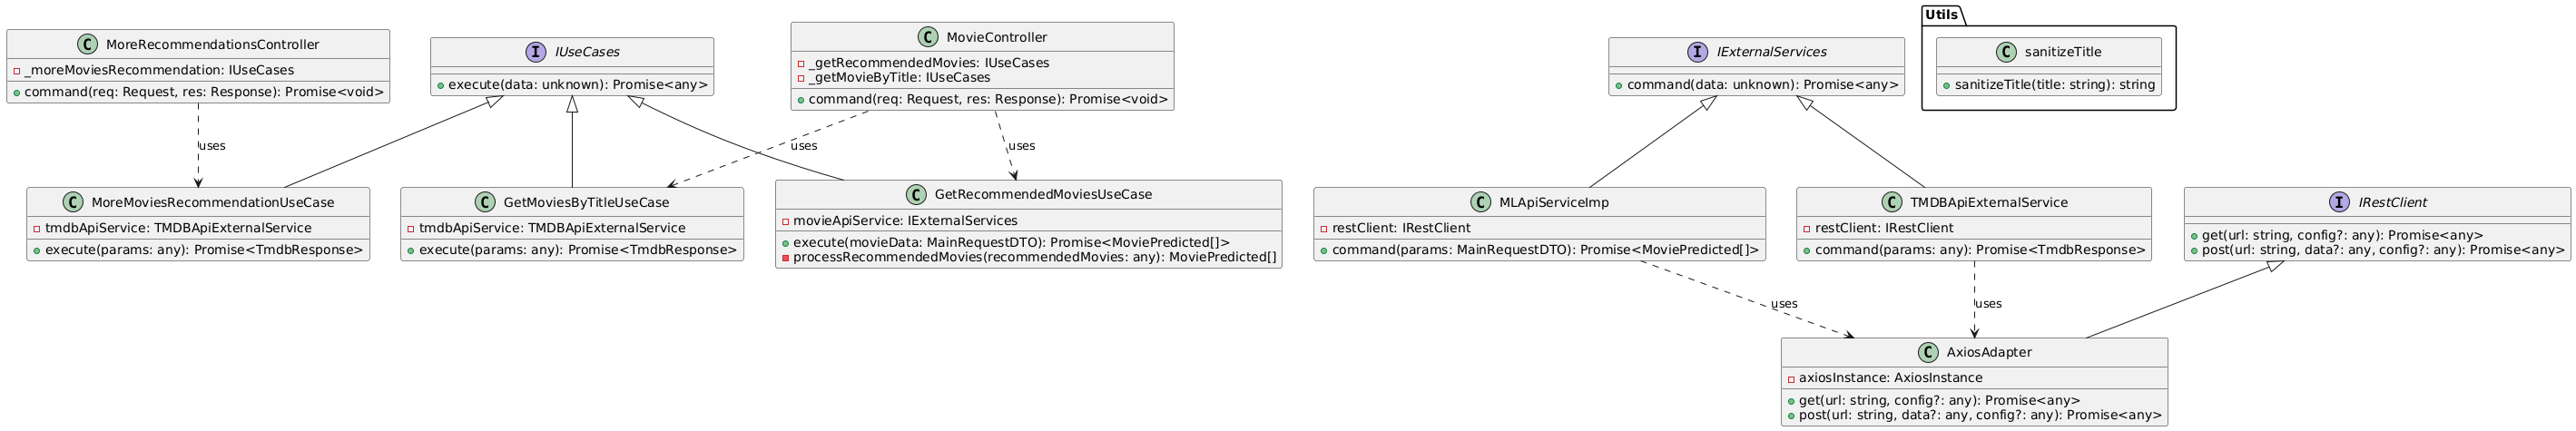 MoreRecommendationsController
_moreMoviesRecommendation: IUseCases
command(req: Request, res: Response): Promise<void>
I IUseCases
execute(data: unknown): Promise<any>
C MovieController
_getRecommendedMovies: IUseCases
_getMovieByTitle: IUseCases
command(req: Request, res: Response): Promise<void>
I IExternalServices
command(data: unknown): Promise<any>
Utils
C sanitizeTitle
sanitizeTitle(title: string): string
uses
uses
uses
C MoreMoviesRecommendationUseCase
tmdbApiService: TMDBApiExternalService
execute(params: any): Promise<TmdbResponse>
C GetMoviesByTitleUseCase
tmdbApiService: TMDBApiExternalService
execute(params: any): Promise<TmdbResponse>
C GetRecommendedMoviesUseCase
movieApiService: IExternalServices
execute(movieData: MainRequestDTO): Promise<MoviePredicted[]>
processRecommendedMovies(recommendedMovies: any): MoviePredicted[]
C MLApiServiceImp
restClient: IRestClient
command(params: MainRequestDTO): Promise<MoviePredicted[]>
C TMDBApiExternalService
restClient: IRestClient
command(params: any): Promise<TmdbResponse>
I IRestClient
get(url: string, config?: any): Promise<any>
post(url: string, data?: any, config?: any): Promise<any>
uses
uses
C AxiosAdapter
axiosInstance: AxiosInstance
get(url: string, config?: any): Promise<any>
post(url: string, data?: any, config?: any): Promise<any>